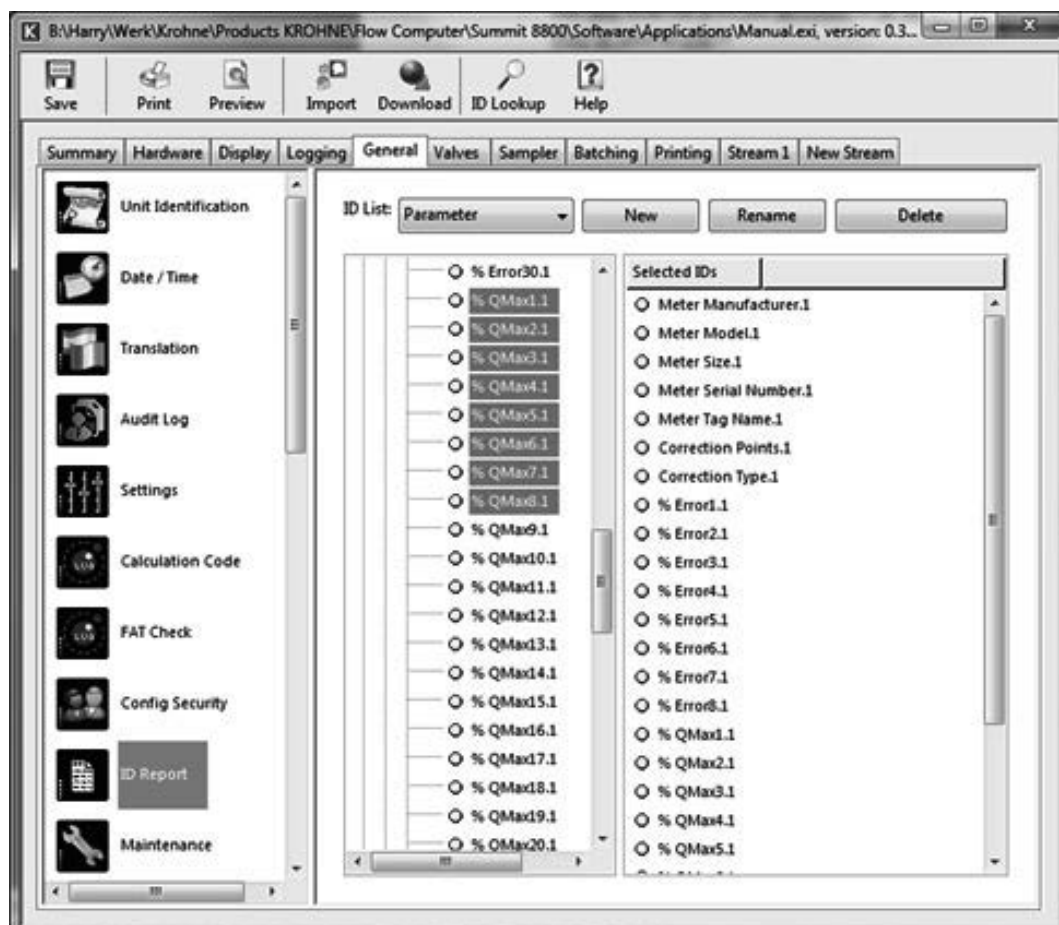 B:\Harry\Werk\Krohne\Products KROHNE\Flow Computer\Summit 8800\Software\Applications\Manual.exi, version: 0.3...
Save Print Preview Import Download ID Lookup Help
Summary Hardware Display Logging General Valves Sampler Batching Printing Stream 1 New Stream
Unit Identification
Date / Time
Translation
Audit Log
Settings
Calculation Code
FAT Check
Config Security
ID Report
Maintenance
ID List: Parameter New Rename Delete
% Error30.1
% QMax1.1
% QMax2.1
% QMax3.1
% QMax4.1
% QMax5.1
% QMax6.1
% QMax7.1
% QMax8.1
% QMax9.1
% QMax10.1
% QMax11.1
% QMax12.1
% QMax13.1
% QMax14.1
% QMax15.1
% QMax16.1
% QMax17.1
% QMax18.1
% QMax19.1
% QMax20.1
Selected IDs
Meter Manufacturer.1
Meter Model.1
Meter Size.1
Meter Serial Number.1
Meter Tag Name.1
Correction Points.1
Correction Type.1
% Error1.1
% Error2.1
% Error3.1
% Error4.1
% Error5.1
% Error6.1
% Error7.1
% Error8.1
% QMax1.1
% QMax2.1
% QMax3.1
% QMax4.1
% QMax5.1